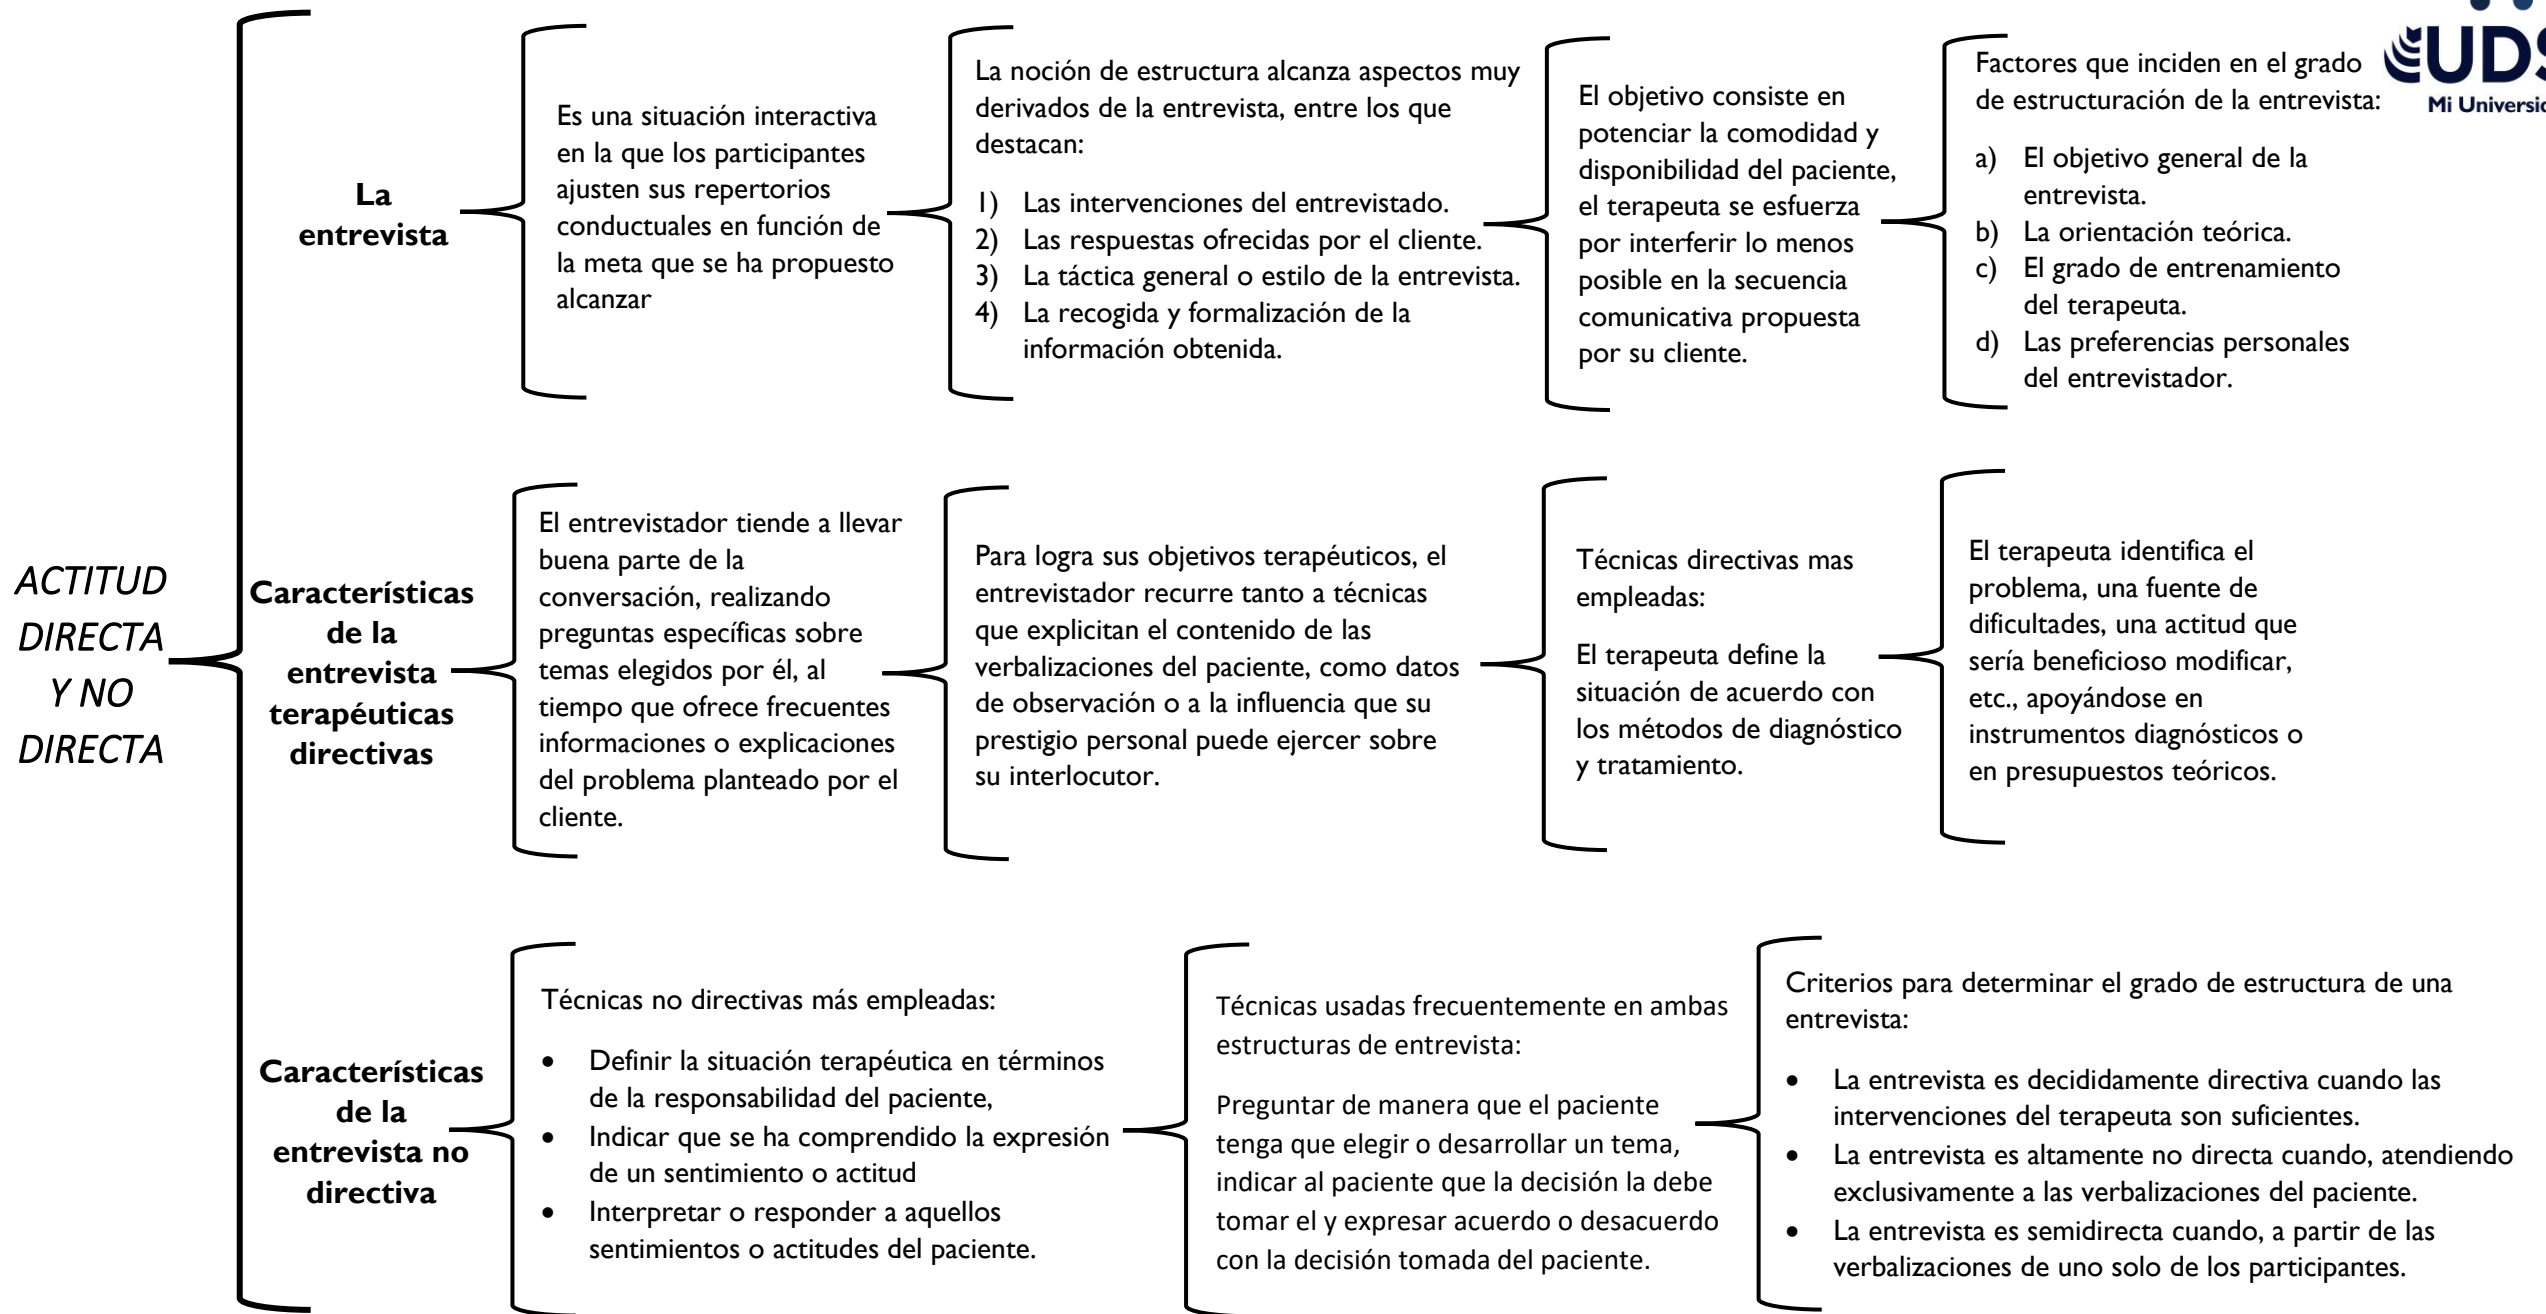 ACTITUD
DIRECTA
Y NO
DIRECTA
La
entrevista
Es una situación interactiva
en la que los participantes
ajusten sus repertorios
conductuales en función de
la meta que se ha propuesto
alcanzar
La noción de estructura alcanza aspectos muy
derivados de la entrevista, entre los que
destacan:
1) Las intervenciones del entrevistado.
2) Las respuestas ofrecidas por el cliente.
3) La táctica general o estilo de la entrevista.
4) La recogida y formalización de la
información obtenida.
El objetivo consiste en
potenciar la comodidad y
disponibilidad del paciente,
el terapeuta se esfuerza
por interferir lo menos
posible en la secuencia
comunicativa propuesta
por su cliente.
Factores que inciden en el grado
de estructuración de la entrevista:
a) El objetivo general de la
entrevista.
b) La orientación teórica.
c) El grado de entrenamiento
del terapeuta.
d) Las preferencias personales
del entrevistador.
UDS
Mi Universid
Características
de la
entrevista
terapéuticas
directivas
El entrevistador tiende a llevar
buena parte de la
conversación, realizando
preguntas específicas sobre
temas elegidos por él, al
tiempo que ofrece frecuentes
informaciones o explicaciones
del problema planteado por el
cliente.
Para logra sus objetivos terapéuticos, el
entrevistador recurre tanto a técnicas
que explicitan el contenido de las
verbalizaciones del paciente, como datos
de observación o a la influencia que su
prestigio personal puede ejercer sobre
su interlocutor.
Técnicas directivas mas
empleadas:
El terapeuta define la
situación de acuerdo con
los métodos de diagnóstico
y tratamiento.
El terapeuta identifica el
problema, una fuente de
dificultades, una actitud que
sería beneficioso modificar,
etc., apoyándose en
instrumentos diagnósticos o
en presupuestos teóricos.
Características
de la
entrevista no
directiva
Técnicas no directivas más empleadas:
• Definir la situación terapéutica en términos
de la responsabilidad del paciente,
• Indicar que se ha comprendido la expresión
de un sentimiento o actitud
• Interpretar o responder a aquellos
sentimientos o actitudes del paciente.
Técnicas usadas frecuentemente en ambas
estructuras de entrevista:
Preguntar de manera que el paciente
tenga que elegir o desarrollar un tema,
indicar al paciente que la decisión la debe
tomar el y expresar acuerdo o desacuerdo
con la decisión tomada del paciente.
Criterios para determinar el grado de estructura de una
entrevista:
• La entrevista es decididamente directiva cuando las
intervenciones del terapeuta son suficientes.
• La entrevista es altamente no directa cuando, atendiendo
exclusivamente a las verbalizaciones del paciente.
• La entrevista es semidirecta cuando, a partir de las
verbalizaciones de uno solo de los participantes.